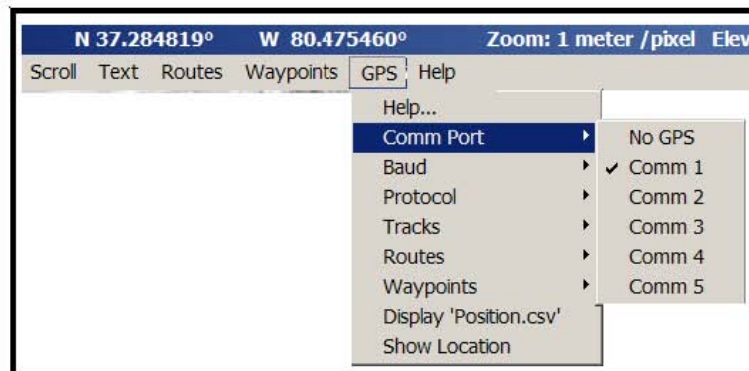 N 37.284819° W 80.475460° Zoom: 1 meter /pixel Elev
Scroll Text Routes Waypoints GPS Help
Help...
Comm Port
Baud
Protocol
Tracks
Routes
Waypoints
Display 'Position.csv'
Show Location
No GPS
Comm 1
Comm 2
Comm 3
Comm 4
Comm 5